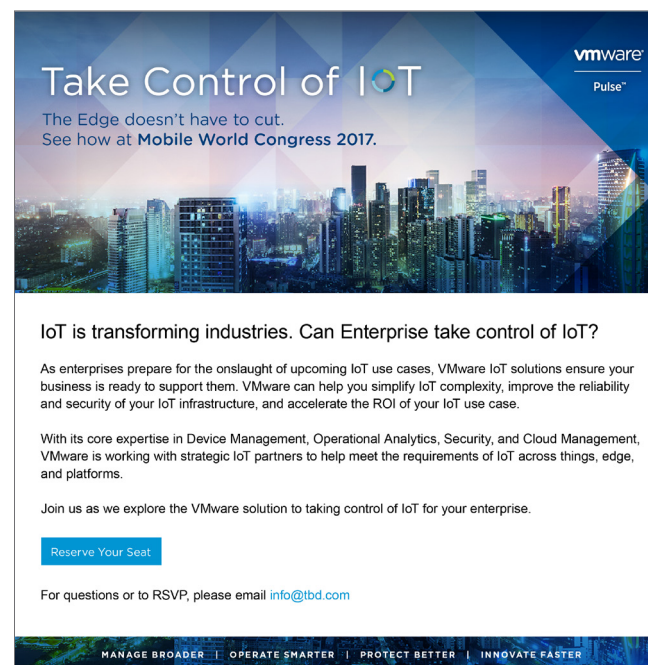 vmware®
Pulse™
Take Control of IoT
The Edge doesn't have to cut.
See how at Mobile World Congress 2017.
IoT is transforming industries. Can Enterprise take control of IoT?
As enterprises prepare for the onslaught of upcoming IoT use cases, VMware IoT solutions ensure your
business is ready to support them. VMware can help you simplify IoT complexity, improve the reliability
and security of your IoT infrastructure, and accelerate the ROI of your IoT use case.
With its core expertise in Device Management, Operational Analytics, Security, and Cloud Management,
VMware is working with strategic IoT partners to help meet the requirements of IoT across things, edge,
and platforms.
Join us as we explore the VMware solution to taking control of IoT for your enterprise.
Reserve Your Seat
For questions or to RSVP, please email info@tbd.com
MANAGE BROADER | OPERATE SMARTER | PROTECT BETTER | INNOVATE FASTER